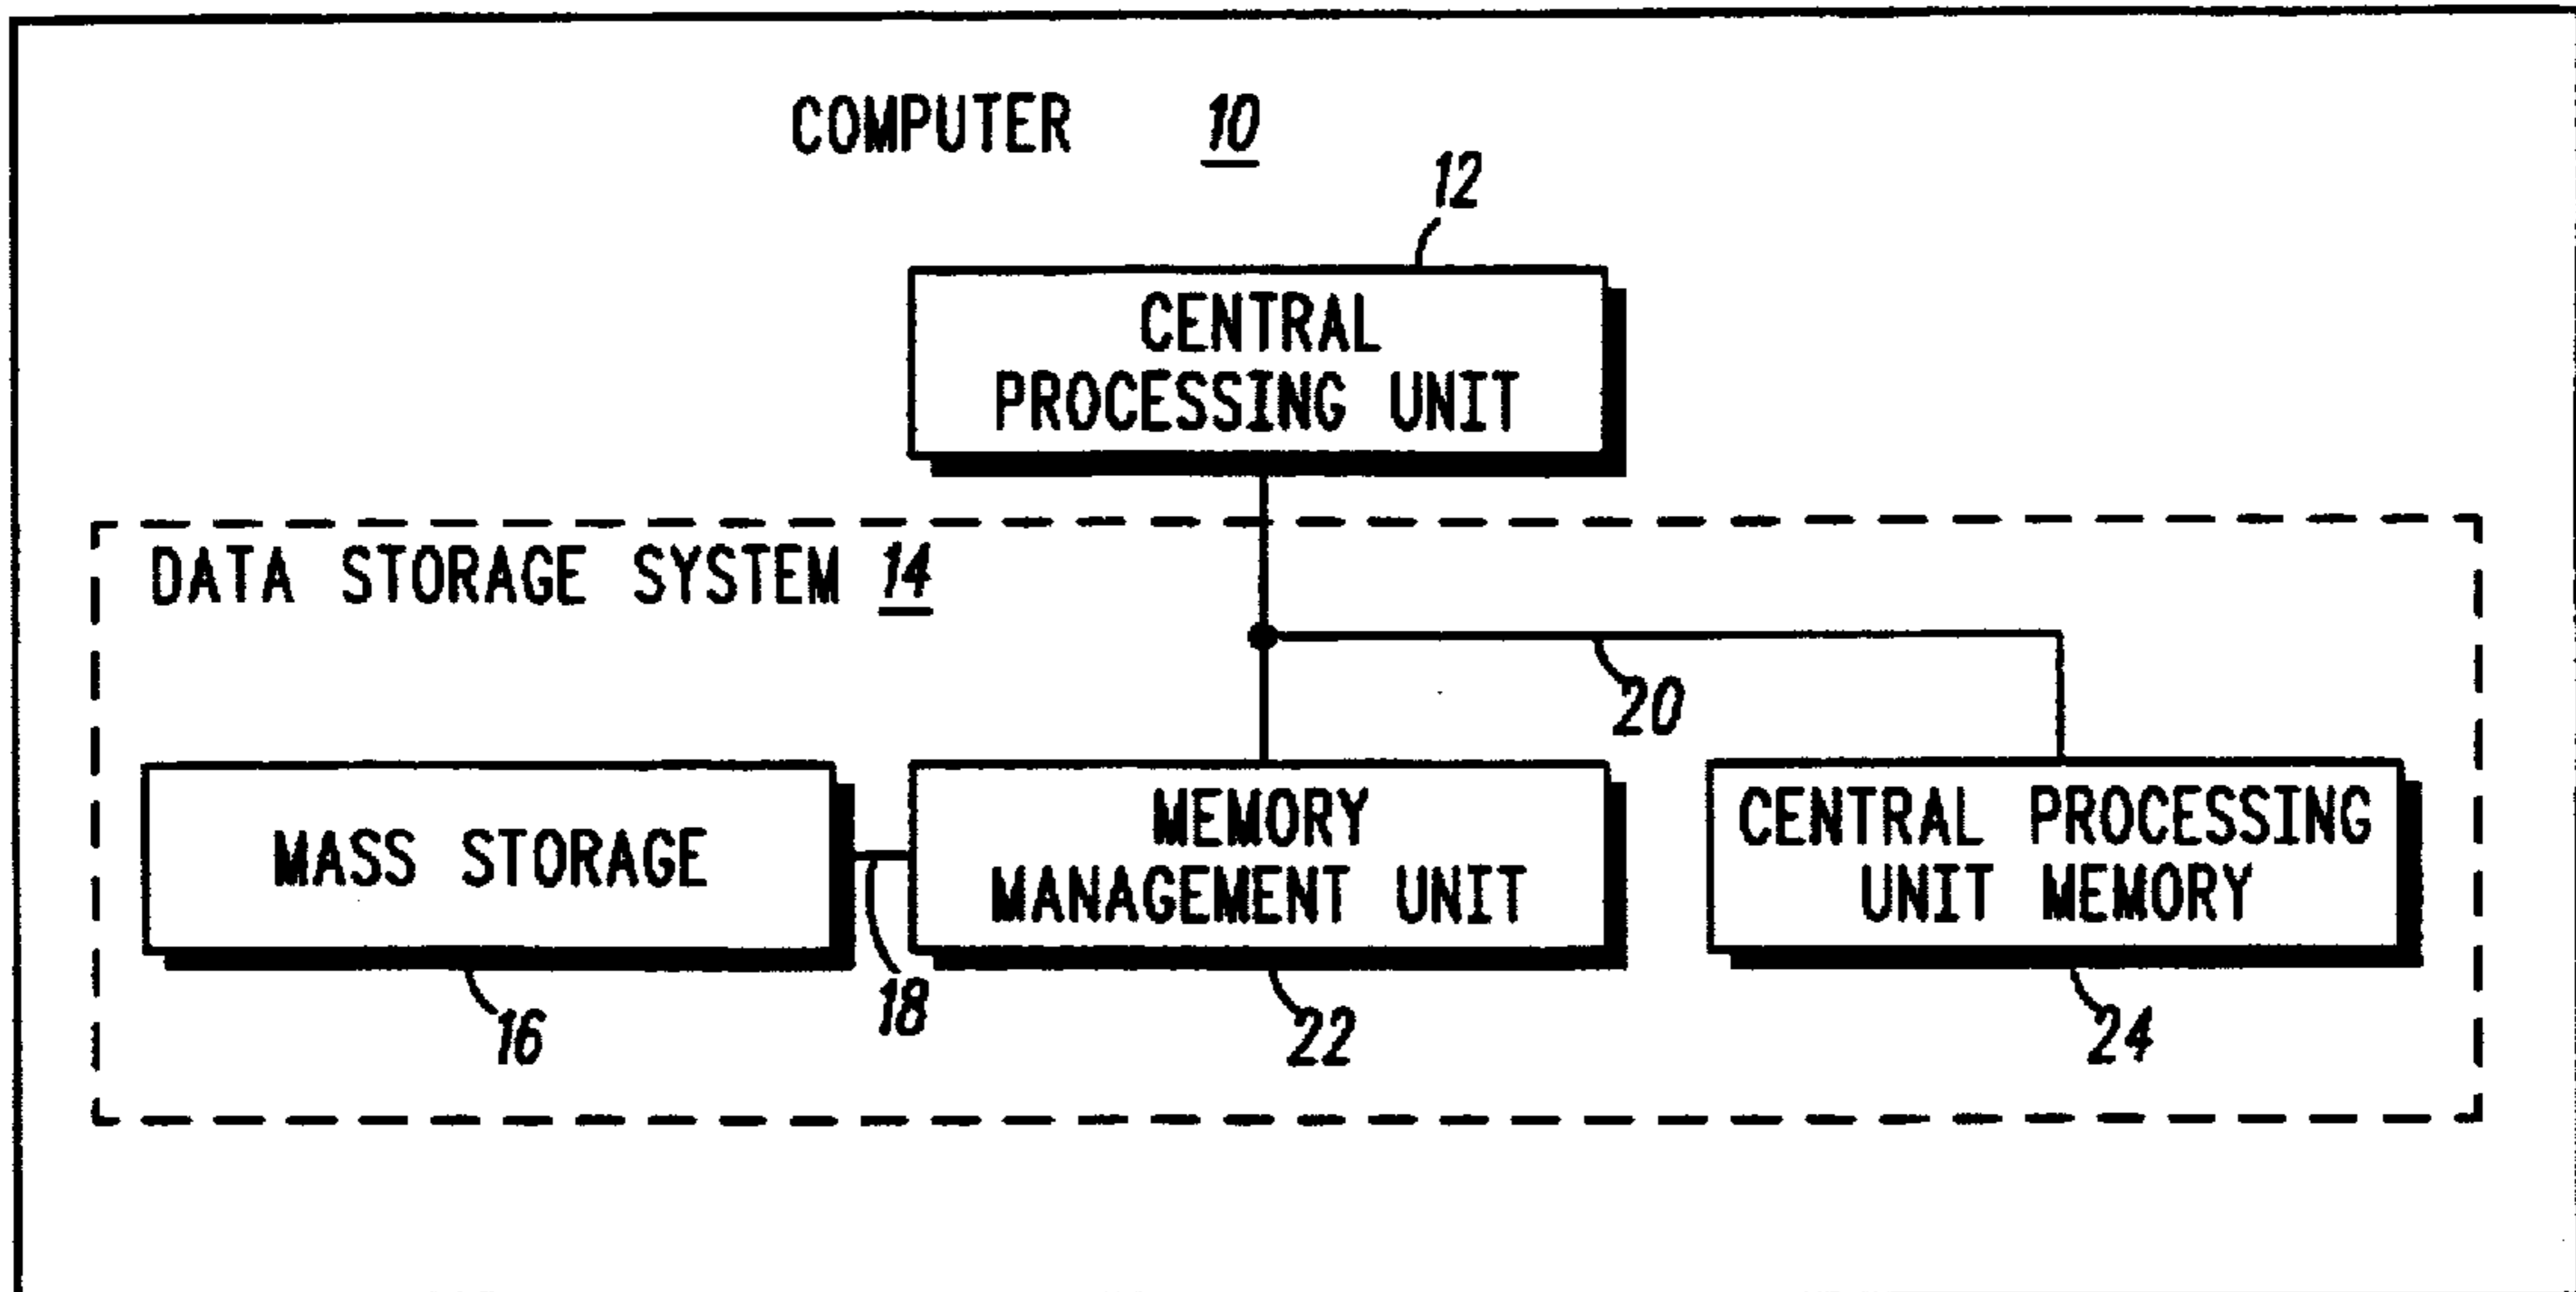 COMPUTER 10
12
CENTRAL
PROCESSING UNIT
DATA STORAGE SYSTEM 14
20
MASS STORAGE
MEMORY
MANAGEMENT UNIT
CENTRAL PROCESSING
UNIT MEMORY
16
18
22
24